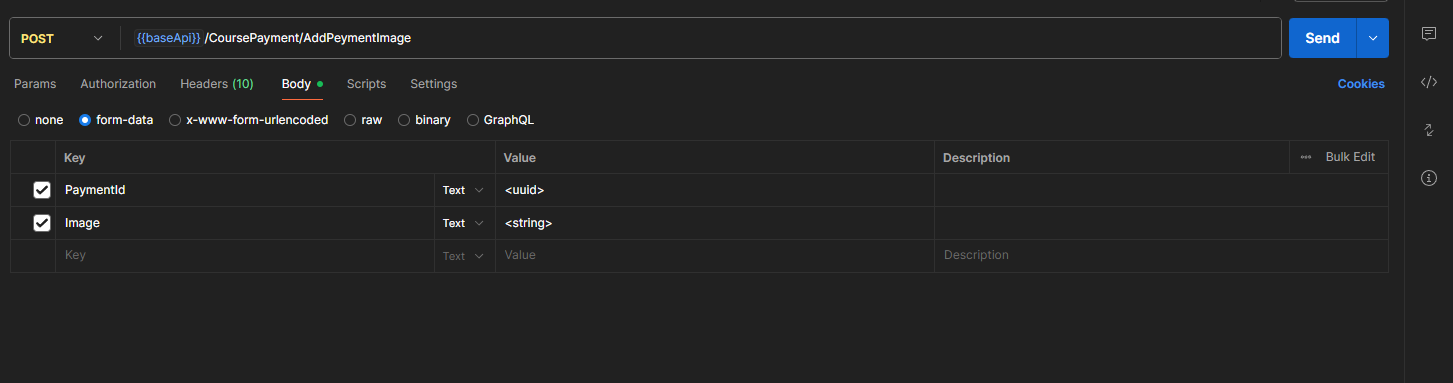 POST {{baseApi}} /CoursePayment/AddPeymentImage Send
Params Authorization Headers (10) Body Scripts Settings Cookies
none form-data x-www-form-urlencoded raw binary GraphQL
Key Value Description Bulk Edit
PaymentId Text <uuid>
Image Text <string>
Key Text Value Description